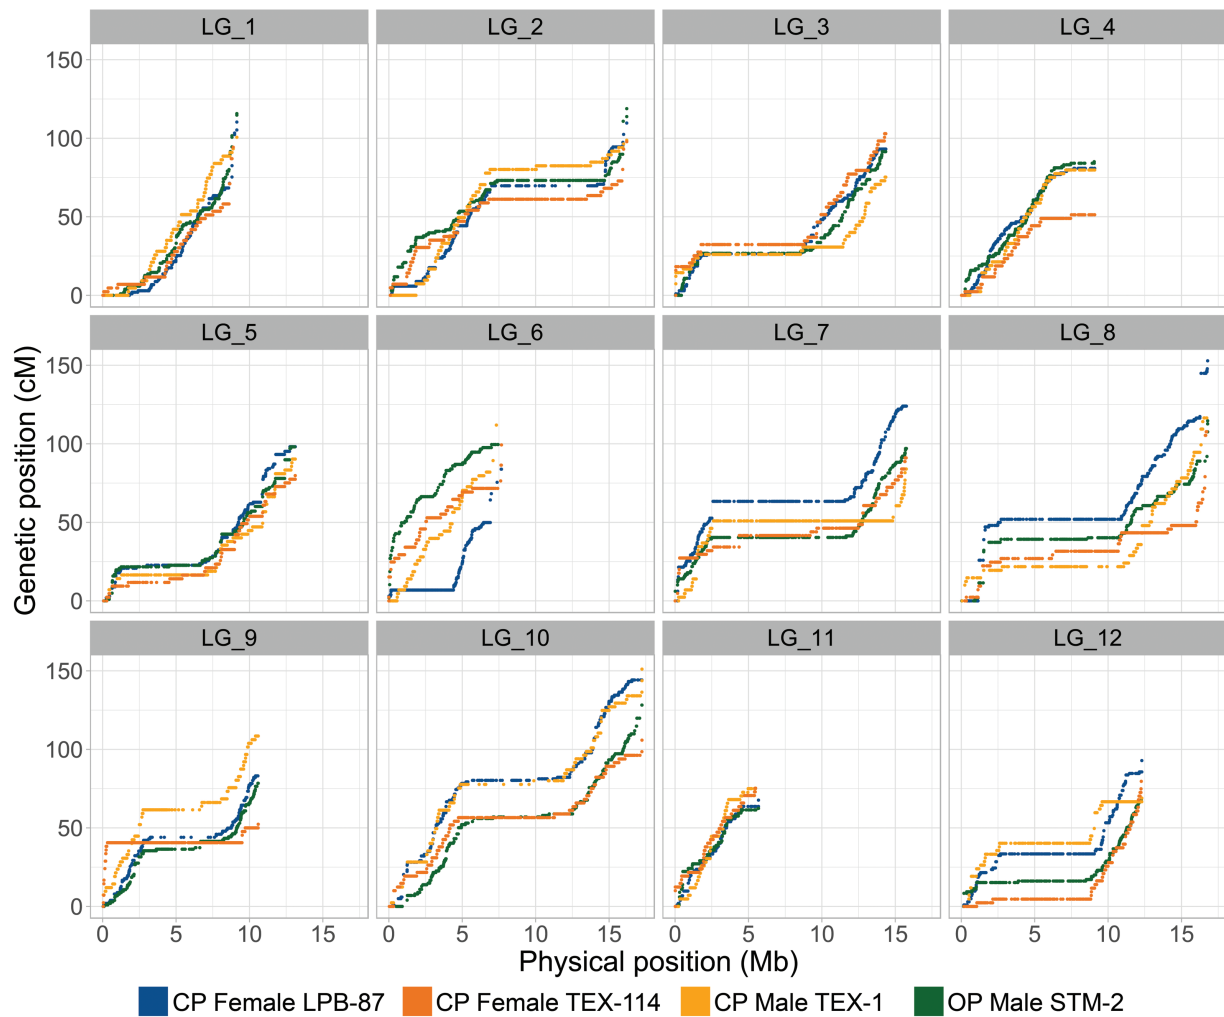 LG_1 LG_2 LG_3 LG_4
150
100
50
0
LG_5 LG_6 LG_7 LG_8
150
100
50
0
Genetic position (cM)
LG_9 LG_10 LG_11 LG_12
150
100
50
0
0 5 10 15 0 5 10 15 0 5 10 15 0 5 10 15
Physical position (Mb)
CP Female LPB-87 CP Female TEX-114 CP Male TEX-1 OP Male STM-2